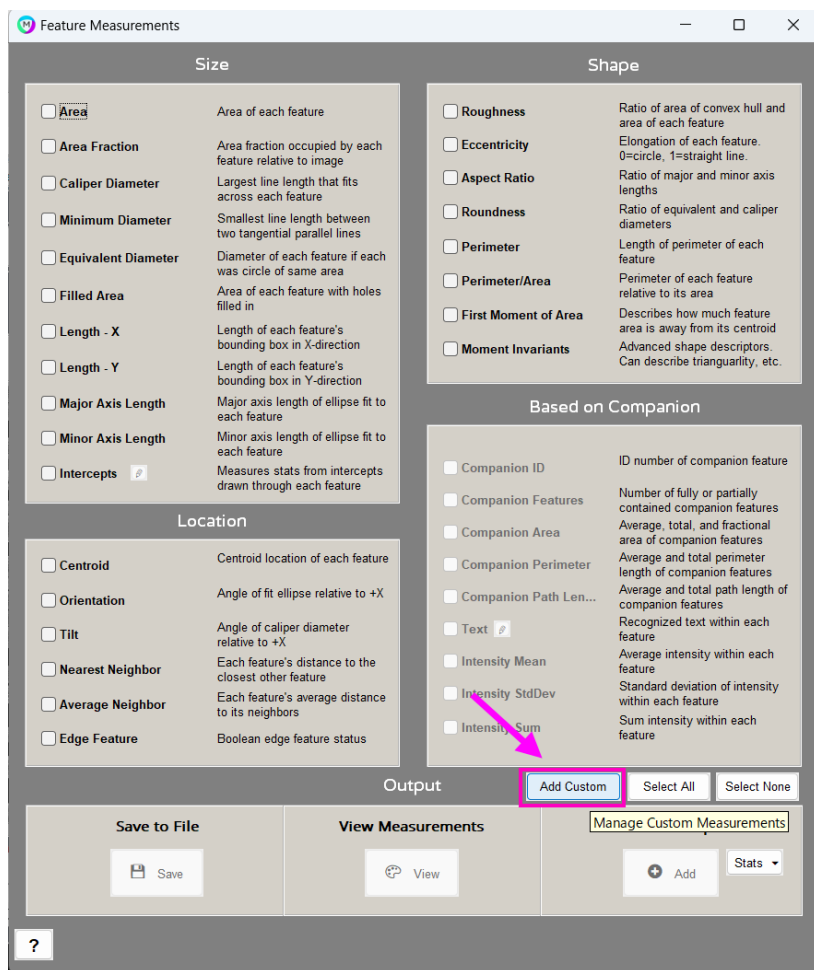 Feature Measurements
Size
Area
Area of each feature
Area Fraction
Area fraction occupied by each
feature relative to image
Caliper Diameter
Largest line length that fits
across each feature
Minimum Diameter
Smallest line length between
two tangential parallel lines
Equivalent Diameter
Diameter of each feature if each
was circle of same area
Filled Area
Area of each feature with holes
filled in
Length - X
Length of each feature's
bounding box in X-direction
Length - Y
Length of each feature's
bounding box in Y-direction
Major Axis Length
Major axis length of ellipse fit to
each feature
Minor Axis Length
Minor axis length of ellipse fit to
each feature
Intercepts
Measures stats from intercepts
drawn through each feature
Location
Centroid
Centroid location of each feature
Orientation
Angle of fit ellipse relative to +X
Tilt
Angle of caliper diameter
relative to +X
Nearest Neighbor
Each feature's distance to the
closest other feature
Average Neighbor
Each feature's average distance
to its neighbors
Edge Feature
Boolean edge feature status
Shape
Roughness
Ratio of area of convex hull and
area of each feature
Eccentricity
Elongation of each feature.
0=circle, 1=straight line.
Aspect Ratio
Ratio of major and minor axis
lengths
Roundness
Ratio of equivalent and caliper
diameters
Perimeter
Length of perimeter of each
feature
Perimeter/Area
Perimeter of each feature
relative to its area
First Moment of Area
Describes how much feature
area is away from its centroid
Moment Invariants
Advanced shape descriptors.
Can describe trianguarlity, etc.
Based on Companion
Companion ID
ID number of companion feature
Companion Features
Number of fully or partially
contained companion features
Companion Area
Average, total, and fractional
area of companion features
Companion Perimeter
Average and total perimeter
length of companion features
Companion Path Len...
Average and total path length of
companion features
Text
Recognized text within each
feature
Intensity Mean
Average intensity within each
feature
Intensity StdDev
Standard deviation of intensity
within each feature
Intensity Sum
Sum intensity within each
feature
Output
Add Custom
Select All
Select None
Manage Custom Measurements
Save to File
View Measurements
Save
View
Add
Stats
?